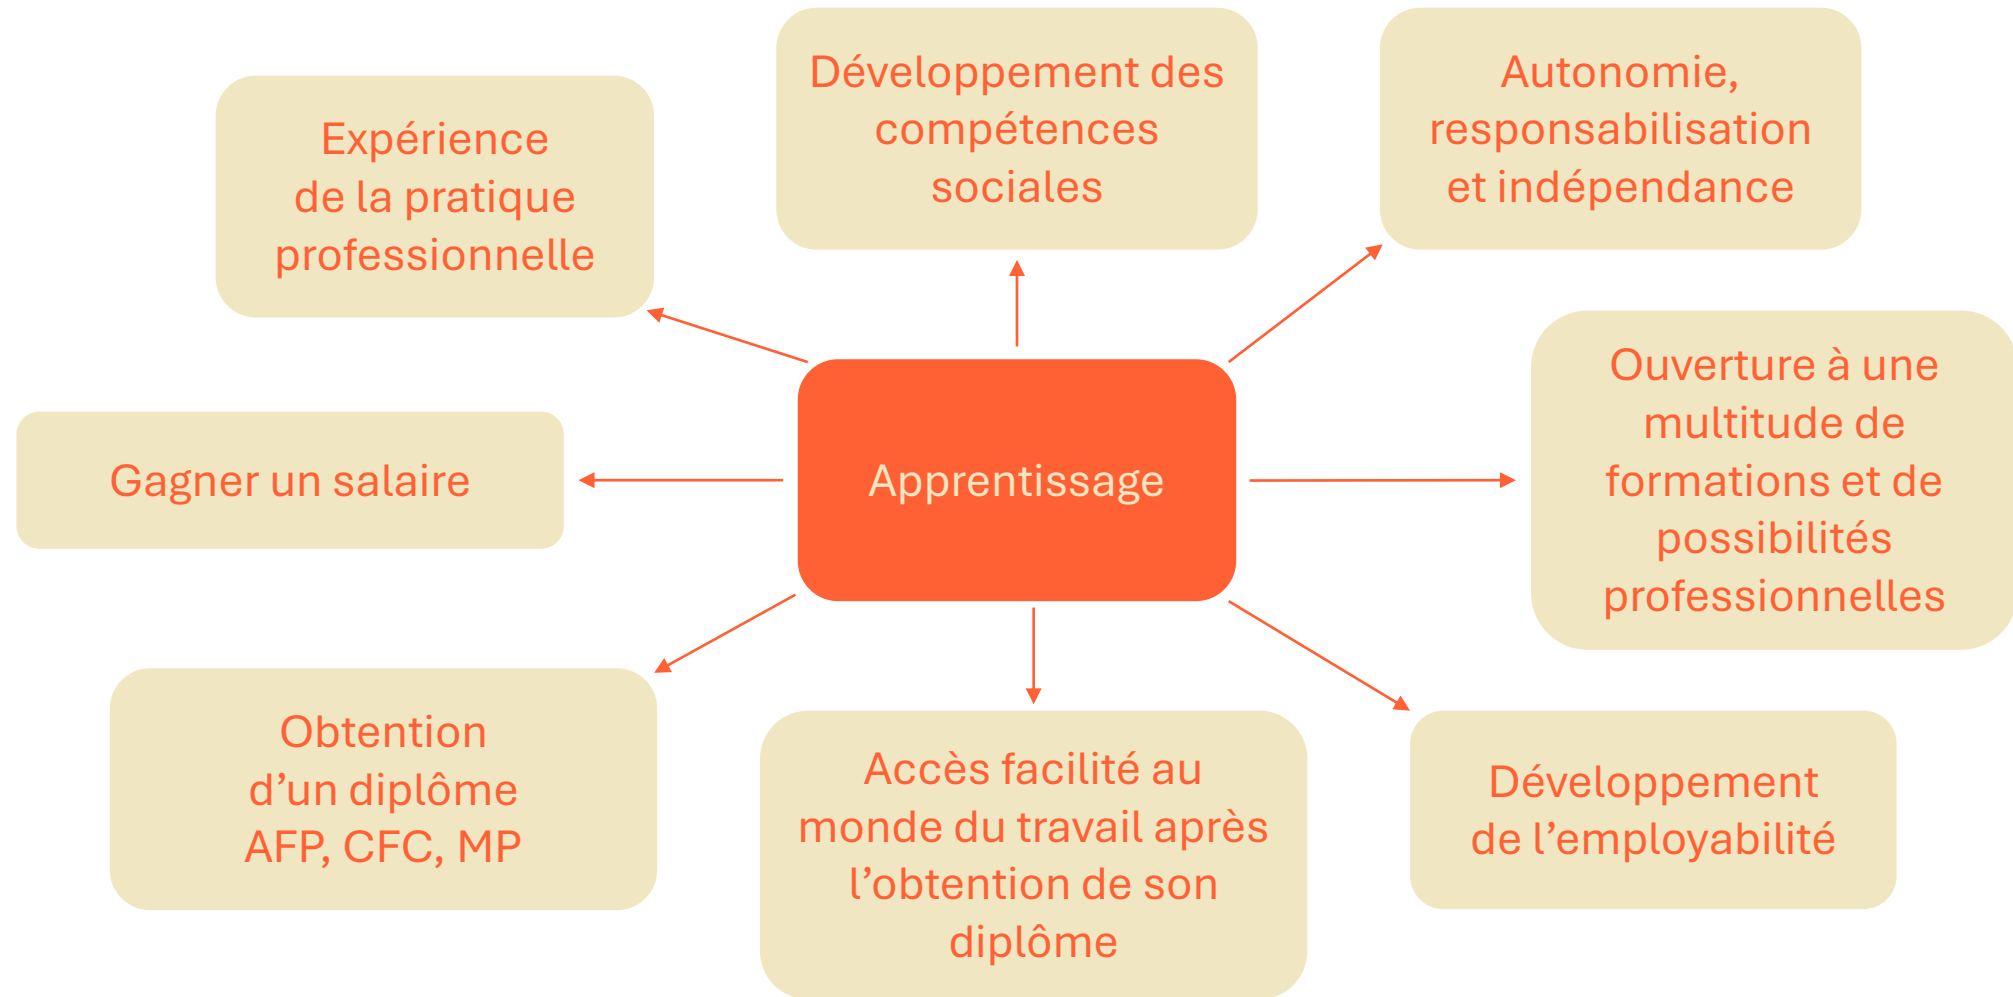 Développement des
compétences
sociales
Autonomie,
responsabilisation
et indépendance
Expérience
de la pratique
professionnelle
Ouverture à une
multitude de
formations et de
possibilités
professionnelles
Gagner un salaire
Apprentissage
Obtention
d’un diplôme
AFP, CFC, MP
Accès facilité au
monde du travail après
l’obtention de son
diplôme
Développement
de l’employabilité